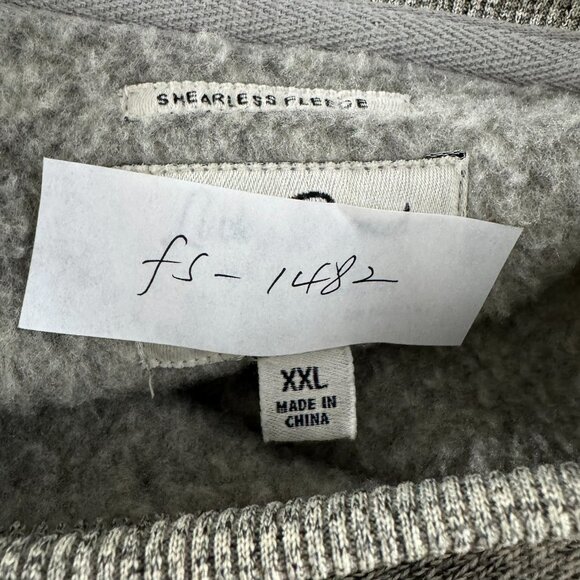 SHEARLESS FLEECE
fs - 1482
XXL
MADE IN
CHINA